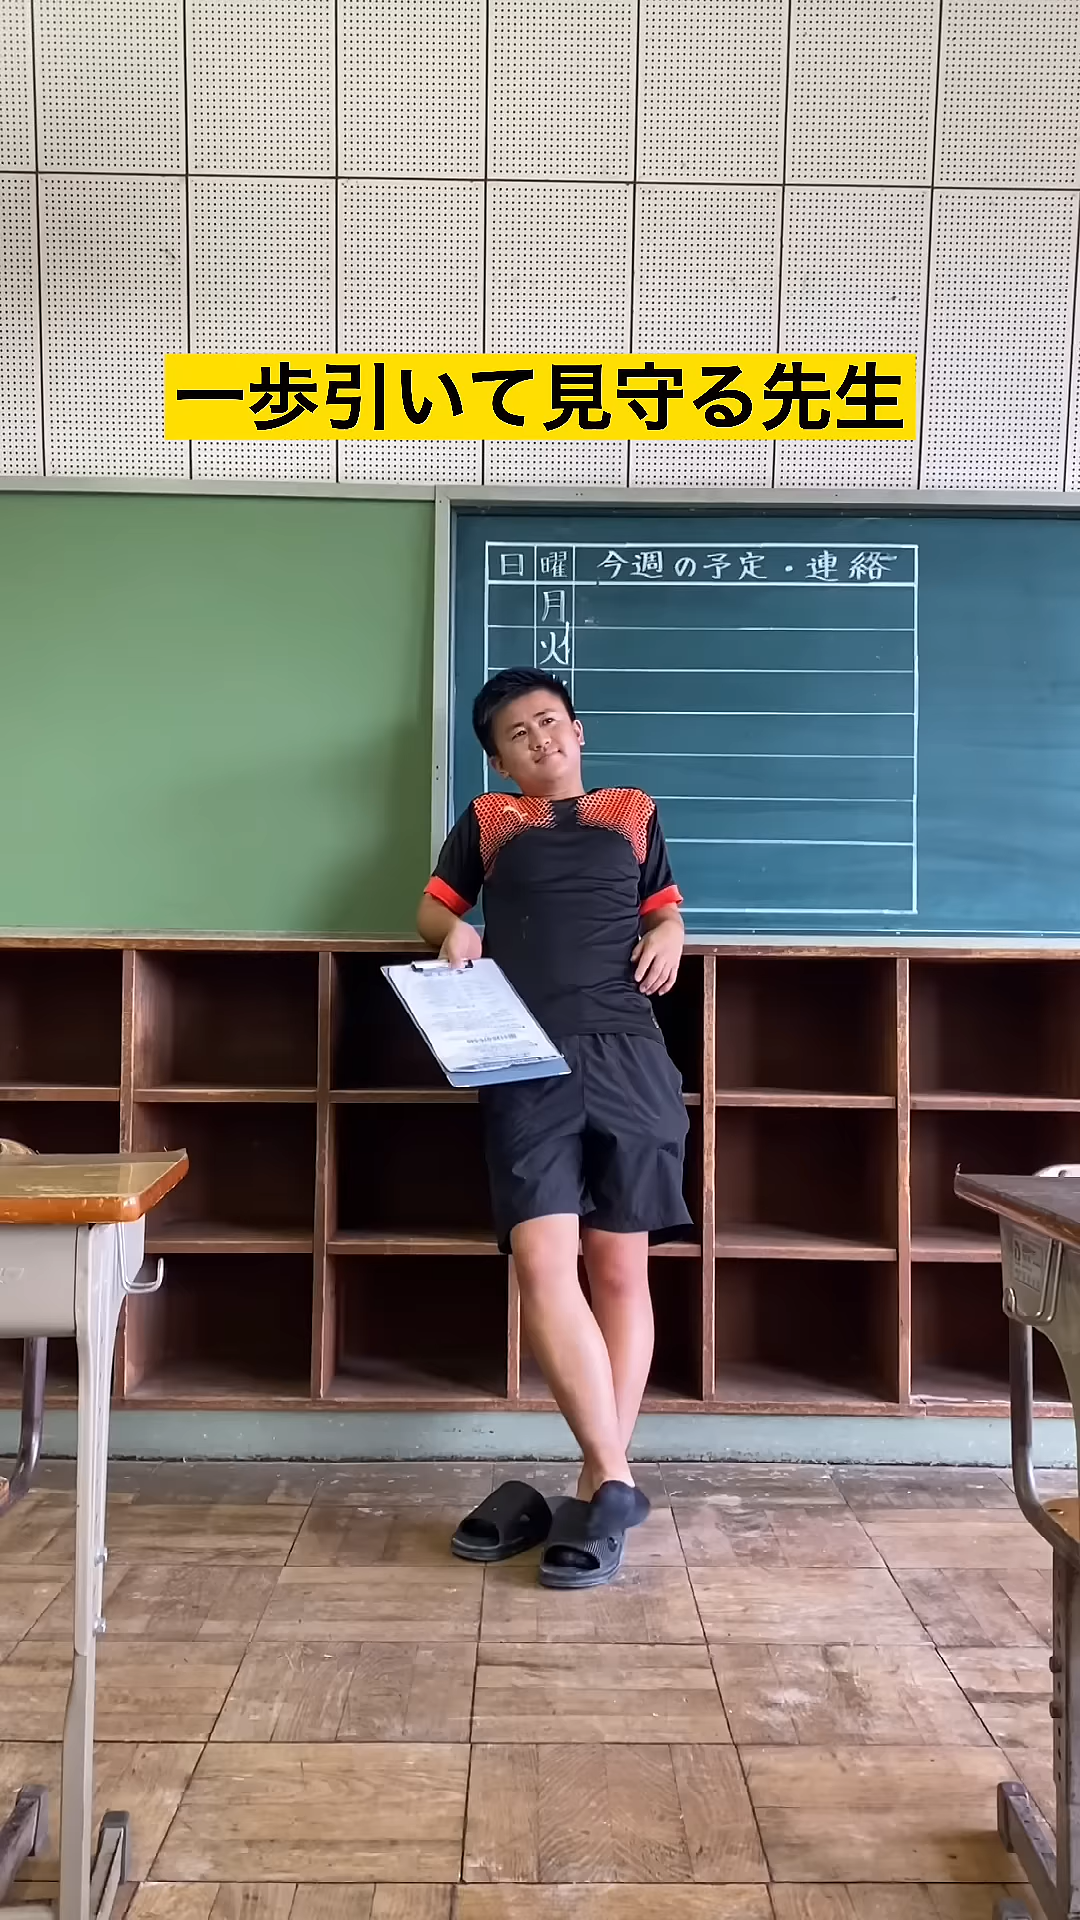 一歩引いて見守る先生
日 曜 今週の予定・連絡
月
火